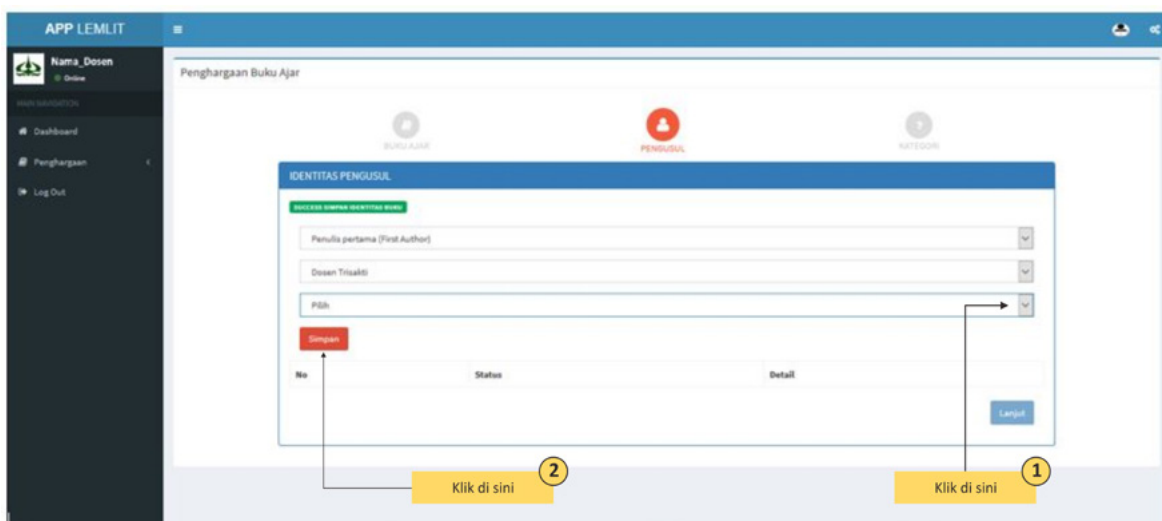 APP LEMLIT
Nama_Dosen
Online
MAIN NAVIGATION
Dashboard
Penghargaan
Log Out
Penghargaan Buku Ajar
BUKU AJAR
PENGUSUL
KATEGORI
IDENTITAS PENGUSUL
SUCCESS SIMPAN IDENTITAS BUKU
Penulis pertama (First Author)
Dosen Trisakti
Pilih
Simpan
No Status Detail
Lanjut
Klik di sini 2
Klik di sini 1